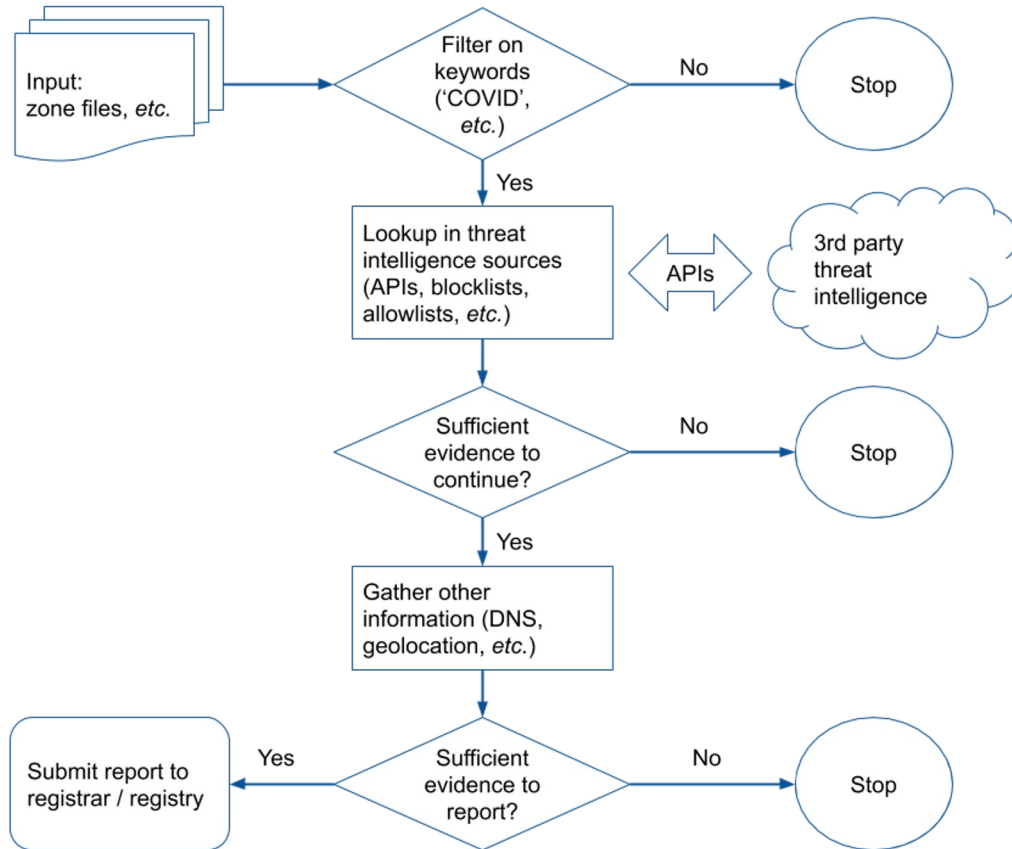 Input:
zone files, etc.
Filter on
keywords
(‘COVID’,
etc.)
No
Stop
Yes
Lookup in threat
intelligence sources
(APIs, blocklists,
allowlists, etc.)
APIs
3rd party
threat
intelligence
Sufficient
evidence to
continue?
No
Stop
Yes
Gather other
information (DNS,
geolocation, etc.)
Sufficient
evidence to
report?
Yes
Submit report to
registrar / registry
No
Stop